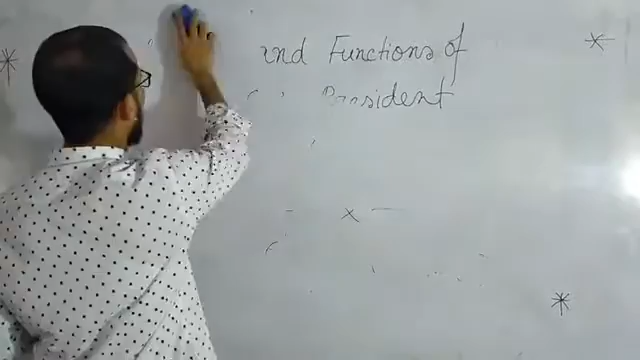 and Functions of
President